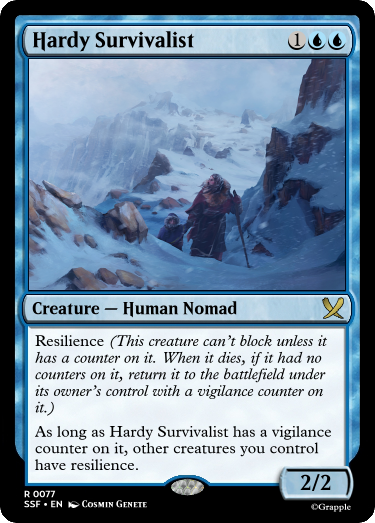 Hardy Survivalist 1
Creature — Human Nomad
Resilience (This creature can't block unless it
has a counter on it. When it dies, if it had no
counters on it, return it to the battlefield under
its owner's control with a vigilance counter on
it.)
As long as Hardy Survivalist has a vigilance
counter on it, other creatures you control
have resilience.
2/2
R 0077
SSF • EN Cosmin Genete
©Grapple